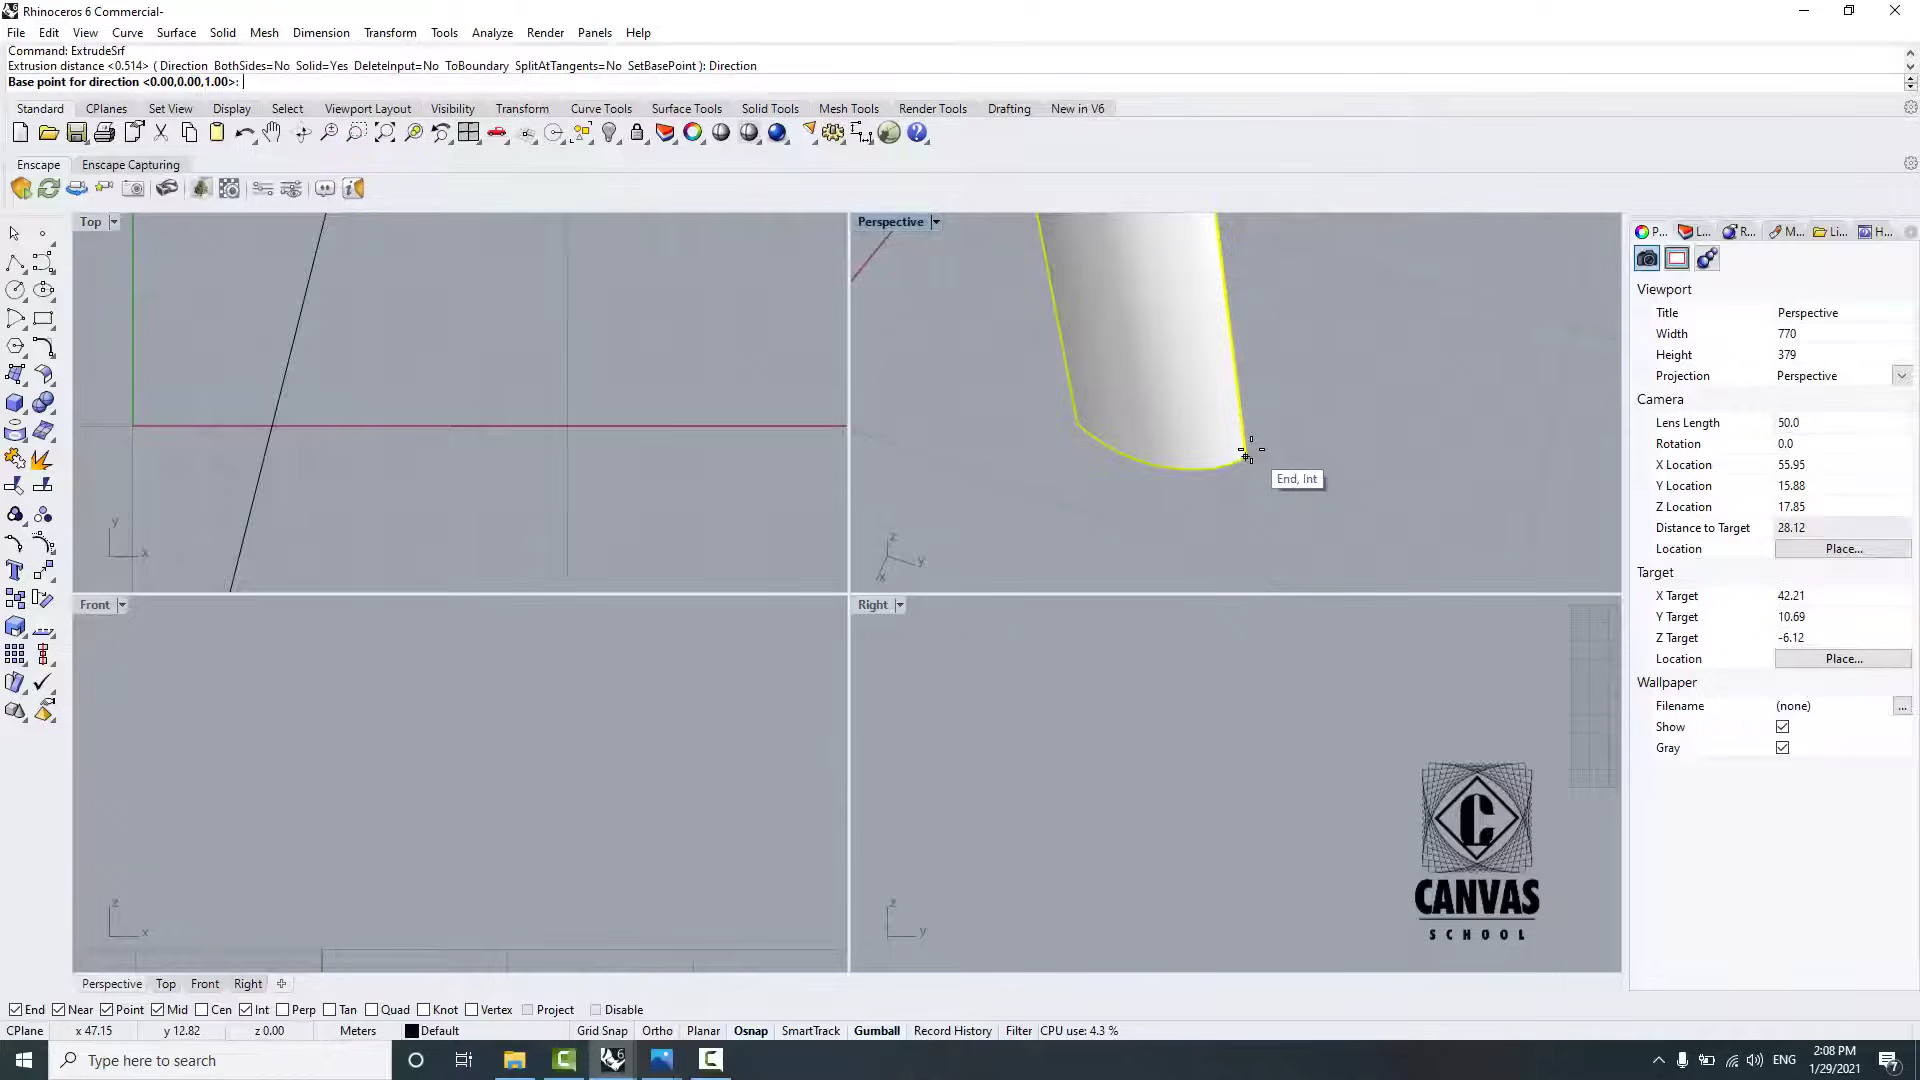 Rhinoceros 6 Commercial-
File Edit View Curve Surface Solid Mesh Dimension Transform Tools Analyze Render Panels Help
Command: ExtrudeSrf
Extrusion distance <0.514> ( Direction BothSides=No Solid=Yes DeleteInput=No ToBoundary SplitAtTangents=No SetBasePoint ): Direction
Base point for direction <0.00,0.00,1.00>:
Standard CPlanes Set View Display Select Viewport Layout Visibility Transform Curve Tools Surface Tools Solid Tools Mesh Tools Render Tools Drafting New in V6
Enscape Enscape Capturing
Top
Perspective
P... L... R... M... Li... H...
Viewport
Title Perspective
Width 770
Height 379
Projection Perspective
Camera
Lens Length 50.0
Rotation 0.0
X Location 55.95
Y Location 15.88
Z Location 17.85
Distance to Target 28.12
Location Place...
Target
X Target 42.21
Y Target 10.69
Z Target -6.12
Location Place...
Wallpaper
Filename (none) ...
Show
Gray
End, Int
y
x
z
y
x
Front
Right
z
x
z
y
CANVAS
SCHOOL
Perspective Top Front Right
End Near Point Mid Cen Int Perp Tan Quad Knot Vertex Project Disable
CPlane x 47.15 y 12.82 z 0.00 Meters Default Grid Snap Ortho Planar Osnap SmartTrack Gumball Record History Filter CPU use: 4.3 %
Type here to search
ENG
2:08 PM
1/29/2021
7